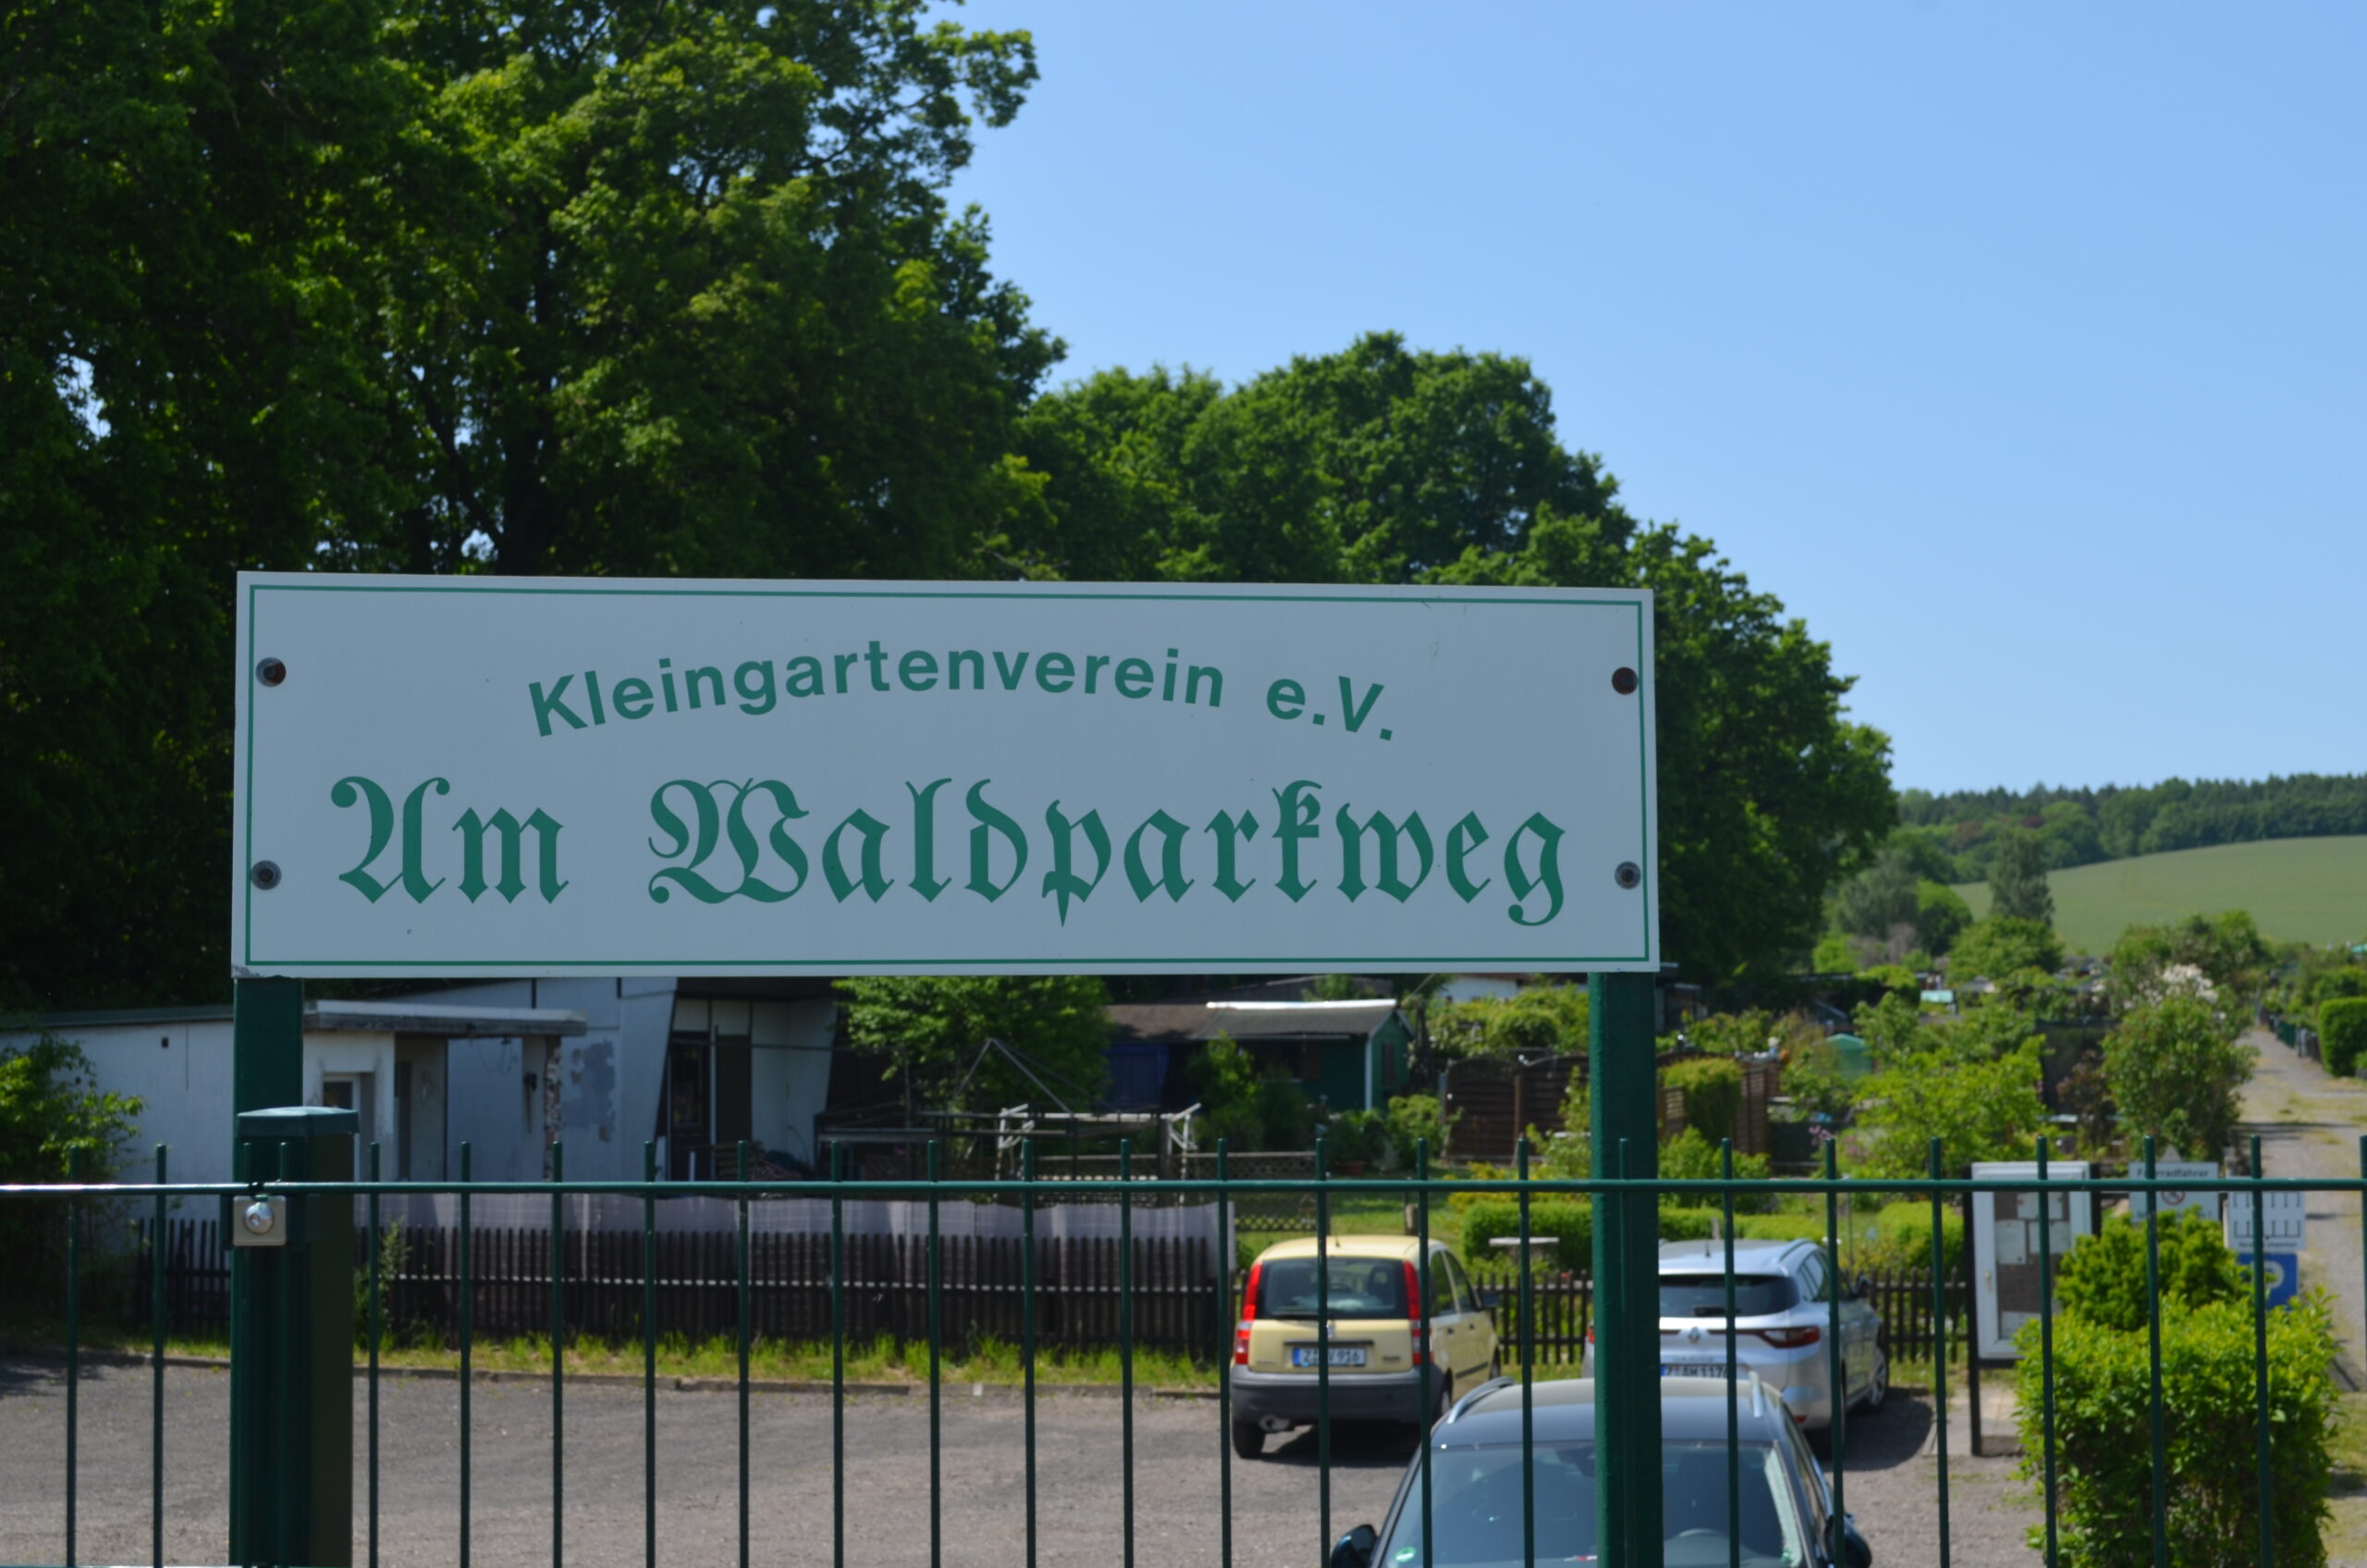 Kleingartenverein e.V.
Am Waldparkweg